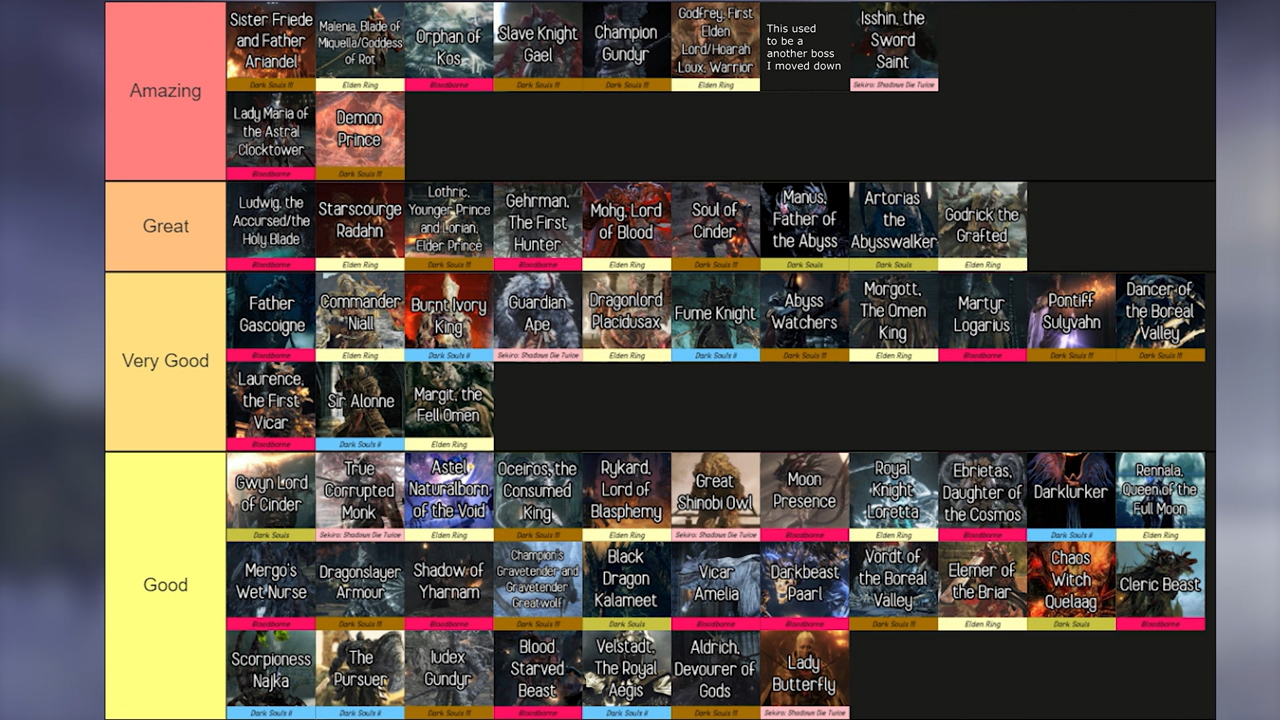 Amazing
Sister Friede
and Father
Ariandel
Dark Souls III
Malenia, Blade of
Miquella/Goddess
of Rot
Elden Ring
Orphan of
Kos
Bloodborne
Slave Knight
Gael
Dark Souls III
Champion
Gundyr
Dark Souls III
Godfrey, First
Elden
Lord/Hoarah
Loux, Warrior
Elden Ring
This used
to be a
another boss
I moved down
Isshin, the
Sword
Saint
Sekiro: Shadows Die Twice
Lady Maria of
the Astral
Clocktower
Bloodborne
Demon
Prince
Dark Souls III
Great
Ludwig, the
Accursed/the
Holy Blade
Bloodborne
Starscourge
Radahn
Elden Ring
Lothric,
Younger Prince
and Lorian,
Elder Prince
Dark Souls III
Gehrman,
The First
Hunter
Bloodborne
Mohg, Lord
of Blood
Elden Ring
Soul of
Cinder
Dark Souls III
Manus,
Father of
the Abyss
Dark Souls
Artorias
the
Abysswalker
Dark Souls
Godrick the
Grafted
Elden Ring
Very Good
Father
Gascoigne
Bloodborne
Commander
Niall
Elden Ring
Burnt Ivory
King
Dark Souls II
Guardian
Ape
Sekiro: Shadows Die Twice
Dragonlord
Placidusax
Elden Ring
Fume Knight
Dark Souls II
Abyss
Watchers
Dark Souls III
Morgott,
The Omen
King
Elden Ring
Martyr
Logarius
Bloodborne
Pontiff
Sulyvahn
Dark Souls III
Dancer of
the Boreal
Valley
Dark Souls III
Laurence,
the First
Vicar
Bloodborne
Sir Alonne
Dark Souls II
Margit, the
Fell Omen
Elden Ring
Good
Gwyn Lord
of Cinder
Dark Souls
True
Corrupted
Monk
Sekiro: Shadows Die Twice
Astel
Naturalborn
of the Void
Elden Ring
Oceiros, the
Consumed
King
Dark Souls III
Rykard,
Lord of
Blasphemy
Elden Ring
Great
Shinobi Owl
Sekiro: Shadows Die Twice
Moon
Presence
Bloodborne
Royal
Knight
Loretta
Elden Ring
Ebrietas,
Daughter of
the Cosmos
Bloodborne
Darklurker
Dark Souls II
Rennala,
Queen of the
Full Moon
Elden Ring
Mergo's
Wet Nurse
Bloodborne
Dragonslayer
Armour
Dark Souls III
Shadow of
Yharnam
Bloodborne
Champion's
Gravetender and
Gravetender
Greatwolf
Dark Souls III
Black
Dragon
Kalameet
Dark Souls
Vicar
Amelia
Bloodborne
Darkbeast
Paarl
Bloodborne
Vordt of
the Boreal
Valley
Dark Souls III
Elemer of
the Briar
Elden Ring
Chaos
Witch
Quelaag
Dark Souls
Cleric Beast
Bloodborne
Scorpioness
Najka
Dark Souls II
The
Pursuer
Dark Souls II
Iudex
Gundyr
Dark Souls III
Blood
Starved
Beast
Bloodborne
Velstadt,
The Royal
Aegis
Dark Souls II
Aldrich,
Devourer of
Gods
Dark Souls III
Lady
Butterfly
Sekiro: Shadows Die Twice